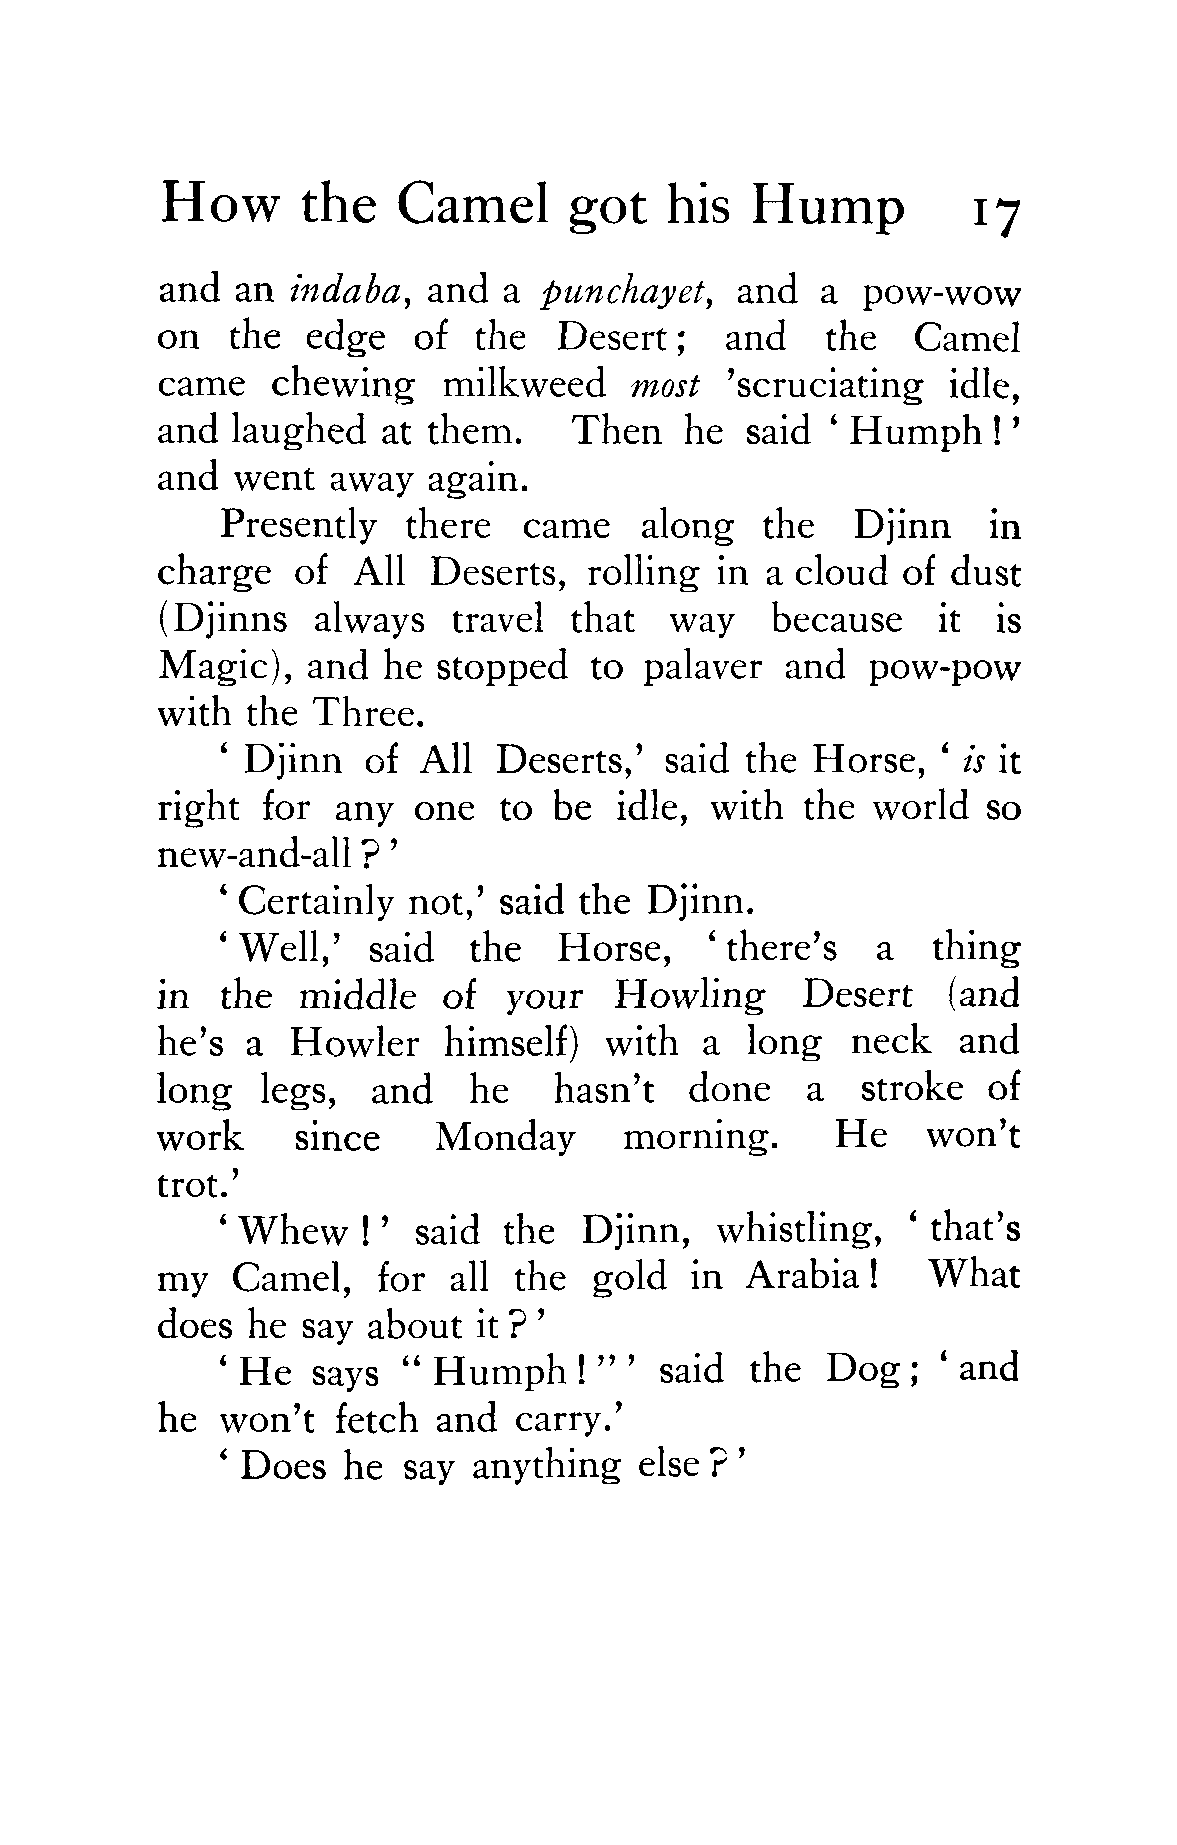 How the Camel got his Hump 17
and an indaba, and a punchayet, and a pow-wow
on the edge of the Desert ; and the Camel
came chewing milkweed most ’scruciating idle,
and laughed at them. Then he said ‘ Humph ! ’
and went away again.
Presently there came along the Djinn in
charge of All Deserts, rolling in a cloud of dust
(Djinns always travel that way because it is
Magic), and he stopped to palaver and pow-pow
with the Three.
‘ Djinn of All Deserts,’ said the Horse, ‘ is it
right for any one to be idle, with the world so
new-and-all ? ’
‘ Certainly not,’ said the Djinn.
‘ Well,’ said the Horse, ‘ there’s a thing
in the middle of your Howling Desert (and
he’s a Howler himself) with a long neck and
long legs, and he hasn’t done a stroke of
work since Monday morning. He won’t
trot.’
‘ Whew ! ’ said the Djinn, whistling, ‘ that’s
my Camel, for all the gold in Arabia ! What
does he say about it ? ’
‘ He says “ Humph ! ” ’ said the Dog ; ‘ and
he won’t fetch and carry.’
‘ Does he say anything else ? ’